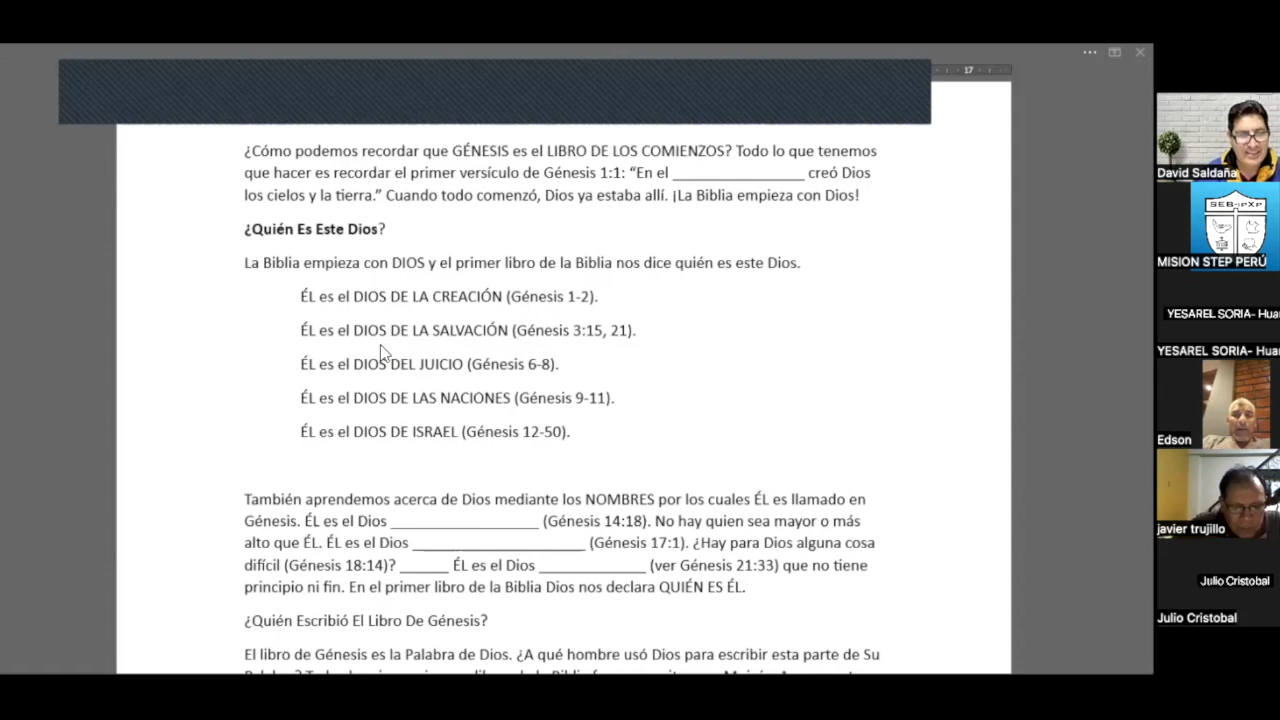 17
¿Cómo podemos recordar que GÉNESIS es el LIBRO DE LOS COMIENZOS? Todo lo que tenemos
que hacer es recordar el primer versículo de Génesis 1:1: “En el _________________ creó Dios
los cielos y la tierra.” Cuando todo comenzó, Dios ya estaba allí. ¡La Biblia empieza con Dios!
¿Quién Es Este Dios?
La Biblia empieza con DIOS y el primer libro de la Biblia nos dice quién es este Dios.
ÉL es el DIOS DE LA CREACIÓN (Génesis 1-2).
ÉL es el DIOS DE LA SALVACIÓN (Génesis 3:15, 21).
ÉL es el DIOS DEL JUICIO (Génesis 6-8).
ÉL es el DIOS DE LAS NACIONES (Génesis 9-11).
ÉL es el DIOS DE ISRAEL (Génesis 12-50).
También aprendemos acerca de Dios mediante los NOMBRES por los cuales ÉL es llamado en
Génesis. ÉL es el Dios ___________________ (Génesis 14:18). No hay quien sea mayor o más
alto que ÉL. ÉL es el Dios ______________________ (Génesis 17:1). ¿Hay para Dios alguna cosa
difícil (Génesis 18:14)? ______ ÉL es el Dios ______________ (ver Génesis 21:33) que no tiene
principio ni fin. En el primer libro de la Biblia Dios nos declara QUIÉN ES ÉL.
¿Quién Escribió El Libro De Génesis?
El libro de Génesis es la Palabra de Dios. ¿A qué hombre usó Dios para escribir esta parte de Su
David Saldaña
SEB-ipxp
MISION STEP PERÚ
YESAREL SORIA- Hua
YESAREL SORIA- Huar
Edson
javier trujillo
Julio Cristobal
Julio Cristobal